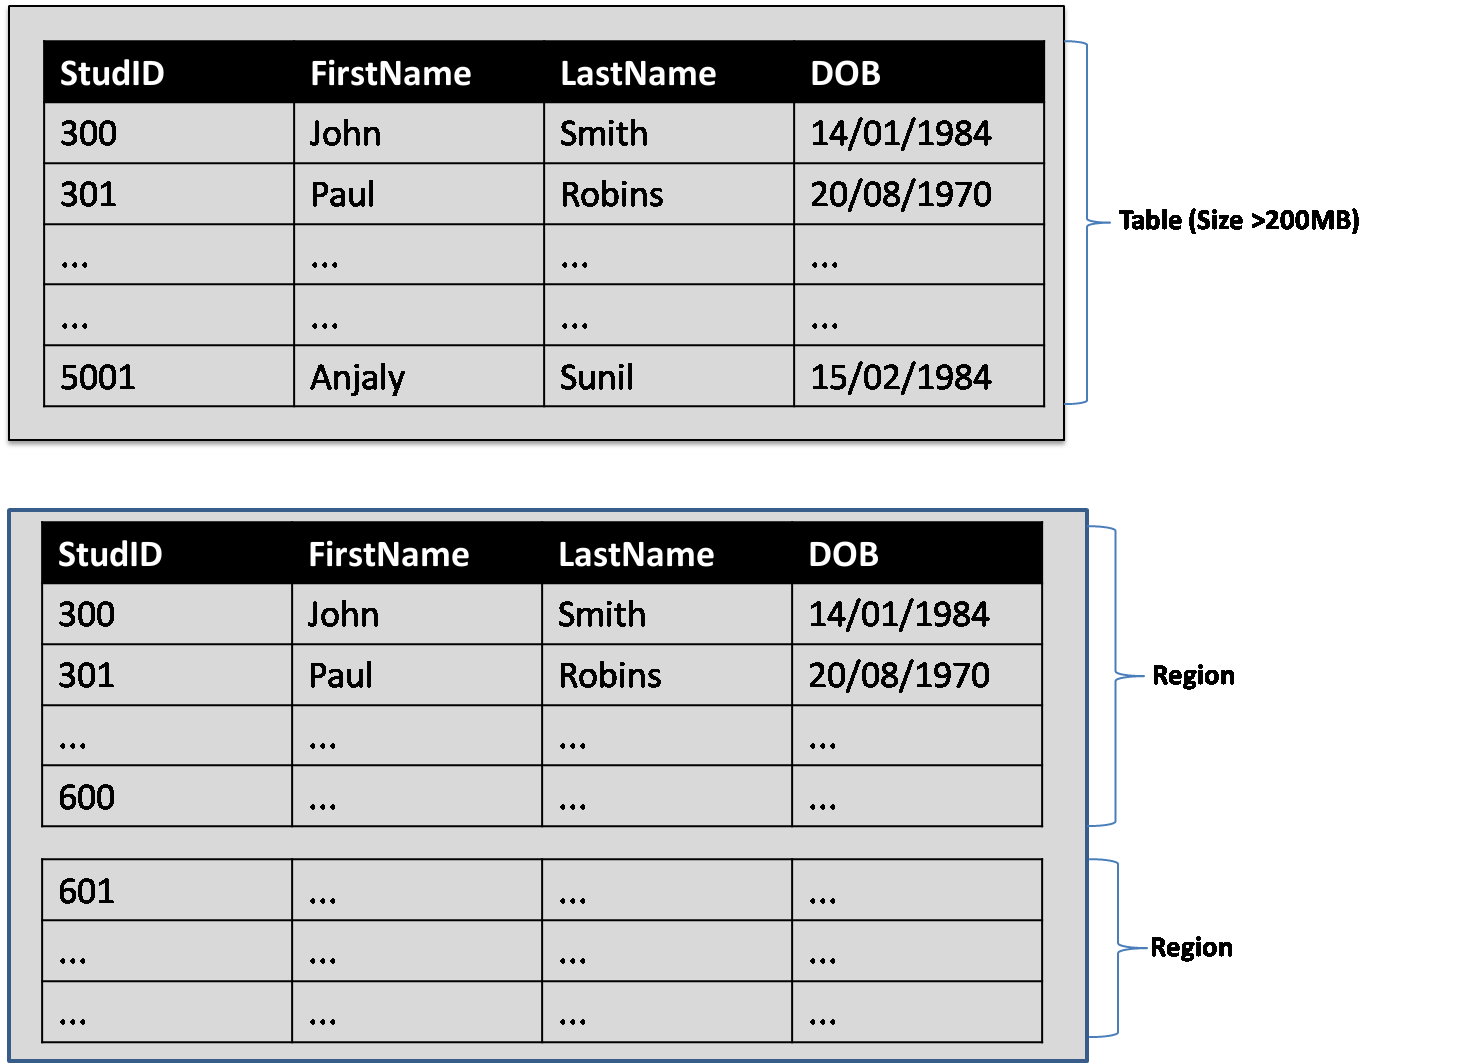 StudID FirstName LastName DOB
300 John Smith 14/01/1984
301 Paul Robins 20/08/1970
... ... ... ...
... ... ... ...
5001 Anjaly Sunil 15/02/1984
Table (Size >200MB)
StudID FirstName LastName DOB
300 John Smith 14/01/1984
301 Paul Robins 20/08/1970
... ... ... ...
600 ... ... ...
Region
601 ... ... ...
... ... ... ...
... ... ... ...
Region